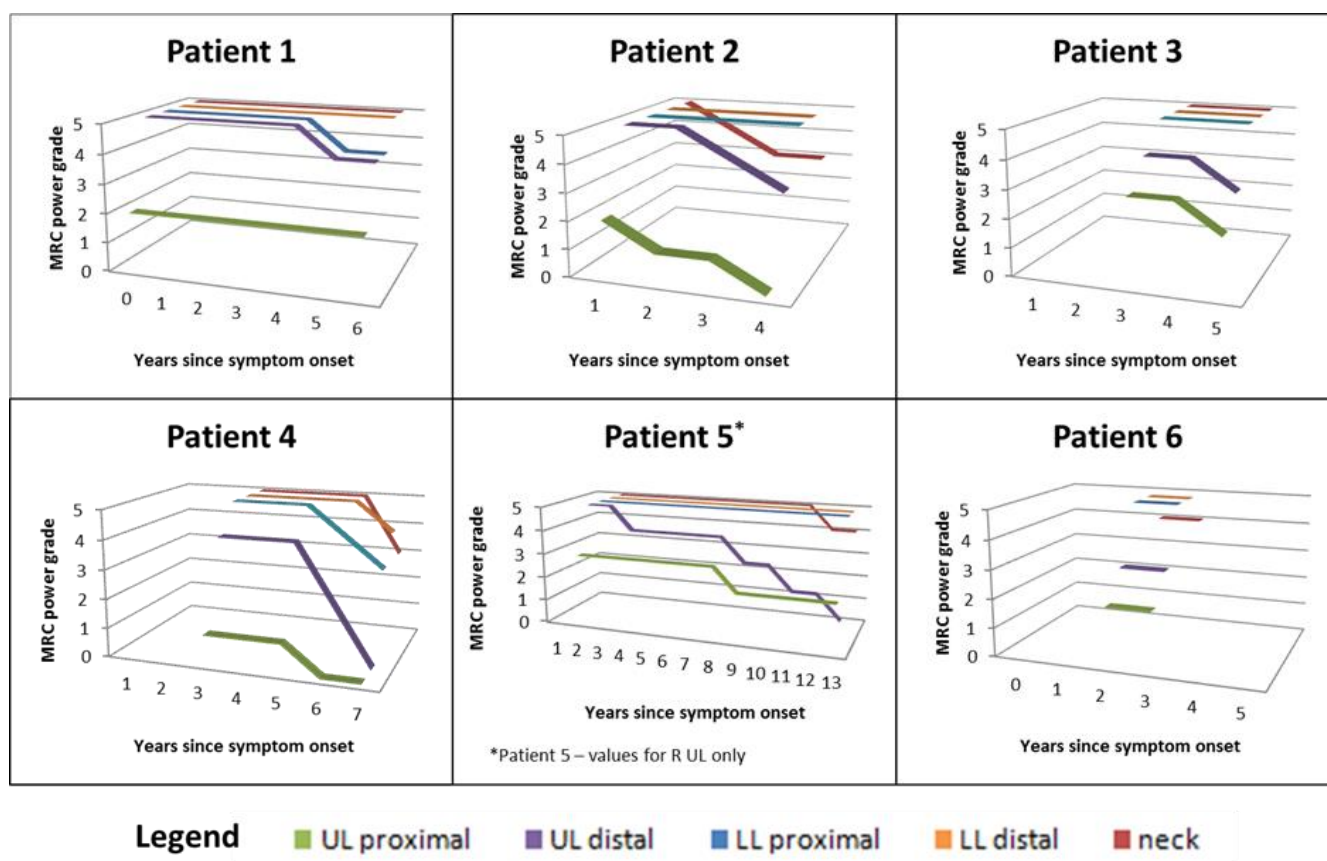 Patient 1
MRC power grade
5
4
3
2
1
0
0 1 2 3 4 5 6
Years since symptom onset
Patient 2
MRC power grade
5
4
3
2
1
0
1 2 3 4
Years since symptom onset
Patient 3
MRC power grade
5
4
3
2
1
0
1 2 3 4 5
Years since symptom onset
Patient 4
MRC power grade
5
4
3
2
1
0
1 2 3 4 5 6 7
Years since symptom onset
Patient 5*
MRC power grade
5
4
3
2
1
0
1 2 3 4 5 6 7 8 9 10 11 12 13
Years since symptom onset
*Patient 5 – values for R UL only
Patient 6
MRC power grade
5
4
3
2
1
0
0 1 2 3 4 5
Years since symptom onset
Legend UL proximal UL distal LL proximal LL distal neck